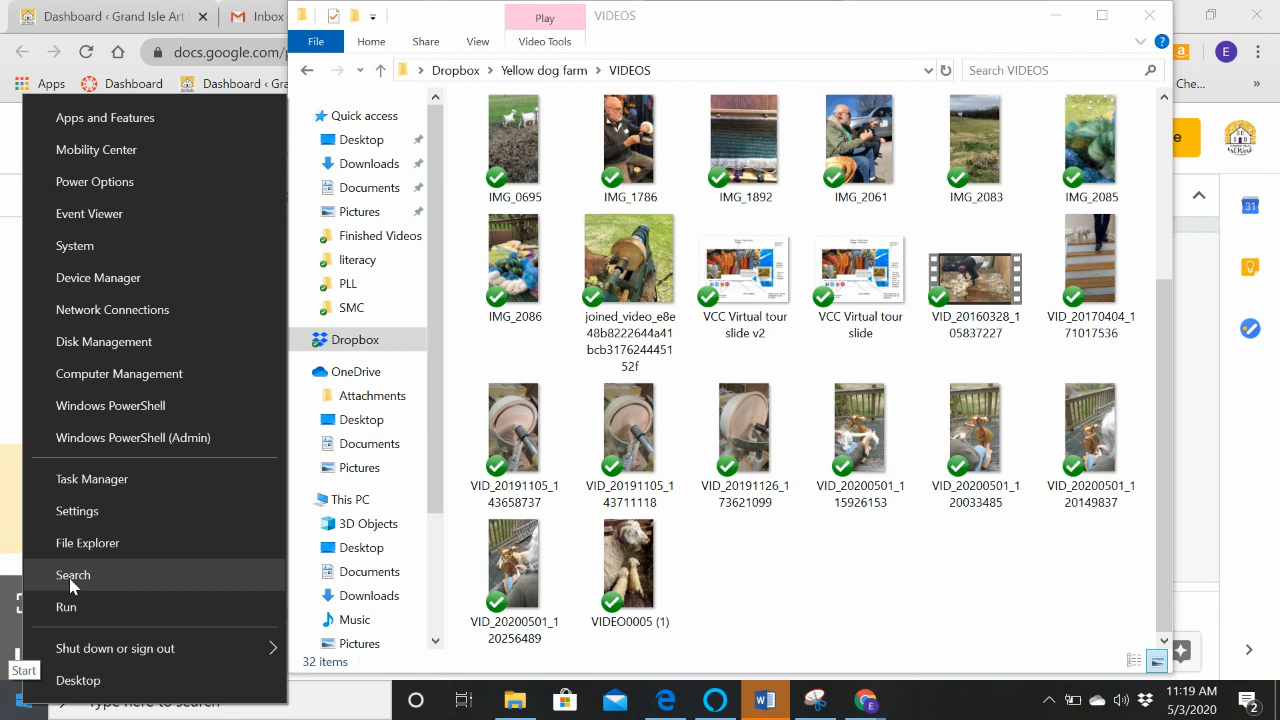 Calendar - Grand Isle Art
Gmail
Inbox
docs.google.com/
Apps
Dashboard
Play
VIDEOS
File
Home
Share
View
Video Tools
Dropbox > Yellow dog farm > VIDEOS
Search VIDEOS
E
Che...
31
Apps and Features
Mobility Center
Power Options
Event Viewer
System
Device Manager
Network Connections
Disk Management
Computer Management
Windows PowerShell
Windows PowerShell (Admin)
Task Manager
Settings
File Explorer
Search
Run
Shut down or sign out
Desktop
Start
Quick access
Desktop
Downloads
Documents
Pictures
Finished Videos
literacy
PLL
SMC
Dropbox
OneDrive
Attachments
Desktop
Documents
Pictures
This PC
3D Objects
Desktop
Documents
Downloads
Music
Pictures
IMG_0695
IMG_1786
IMG_1892
IMG_2061
IMG_2083
IMG_2085
IMG_2086
joined_video_e8e
48b8222644a41
bcb3176244451
52f
VCC Virtual tour
slide v2
VCC Virtual tour
slide
VID_20160328_1
05837227
VID_20170404_1
71017536
VID_20191105_1
43658737
VID_20191105_1
43711118
VID_20191126_1
73621099
VID_20200501_1
15926153
VID_20200501_1
20033485
VID_20200501_1
20149837
VID_20200501_1
20256489
VIDEO0005 (1)
32 items
Type here to search
11:19 AM
5/3/2020
2